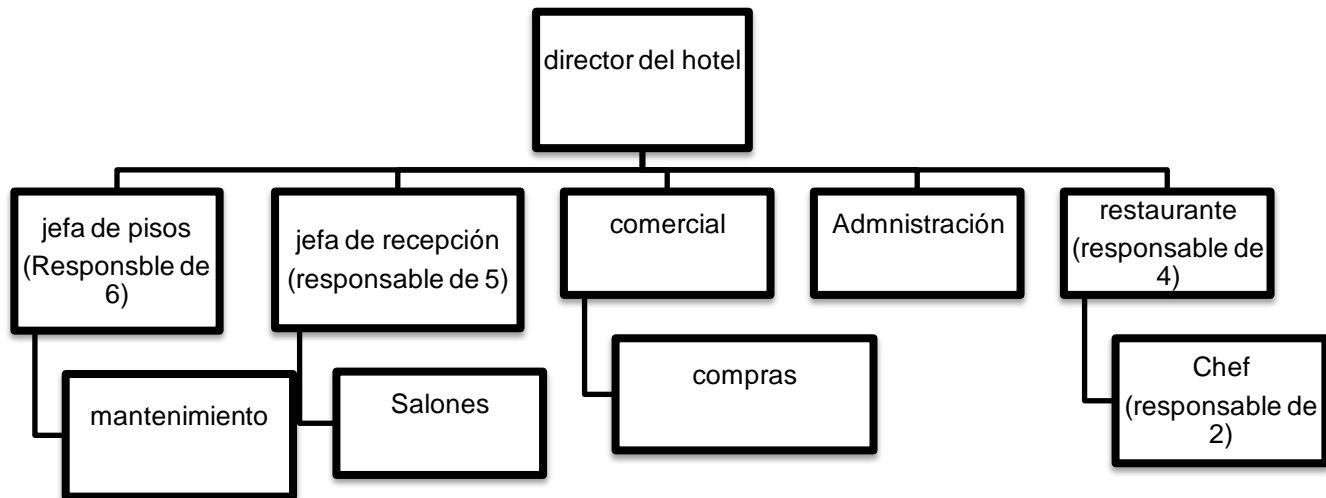 director del hotel
jefa de pisos
(Responsble de
6)
jefa de recepción
(responsable de 5)
comercial
Admnistración
restaurante
(responsable de
4)
mantenimiento
Salones
compras
Chef
(responsable de
2)